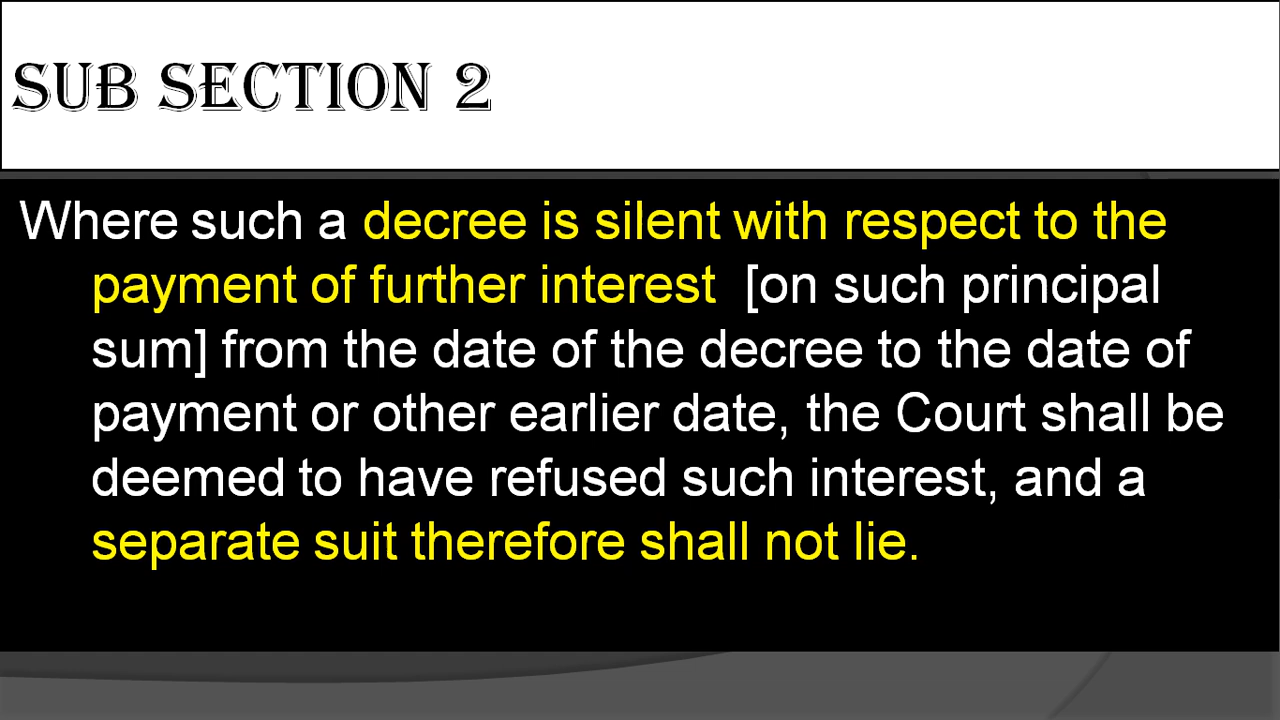 SUB SECTION 2
Where such a decree is silent with respect to the
payment of further interest [on such principal
sum] from the date of the decree to the date of
payment or other earlier date, the Court shall be
deemed to have refused such interest, and a
separate suit therefore shall not lie.